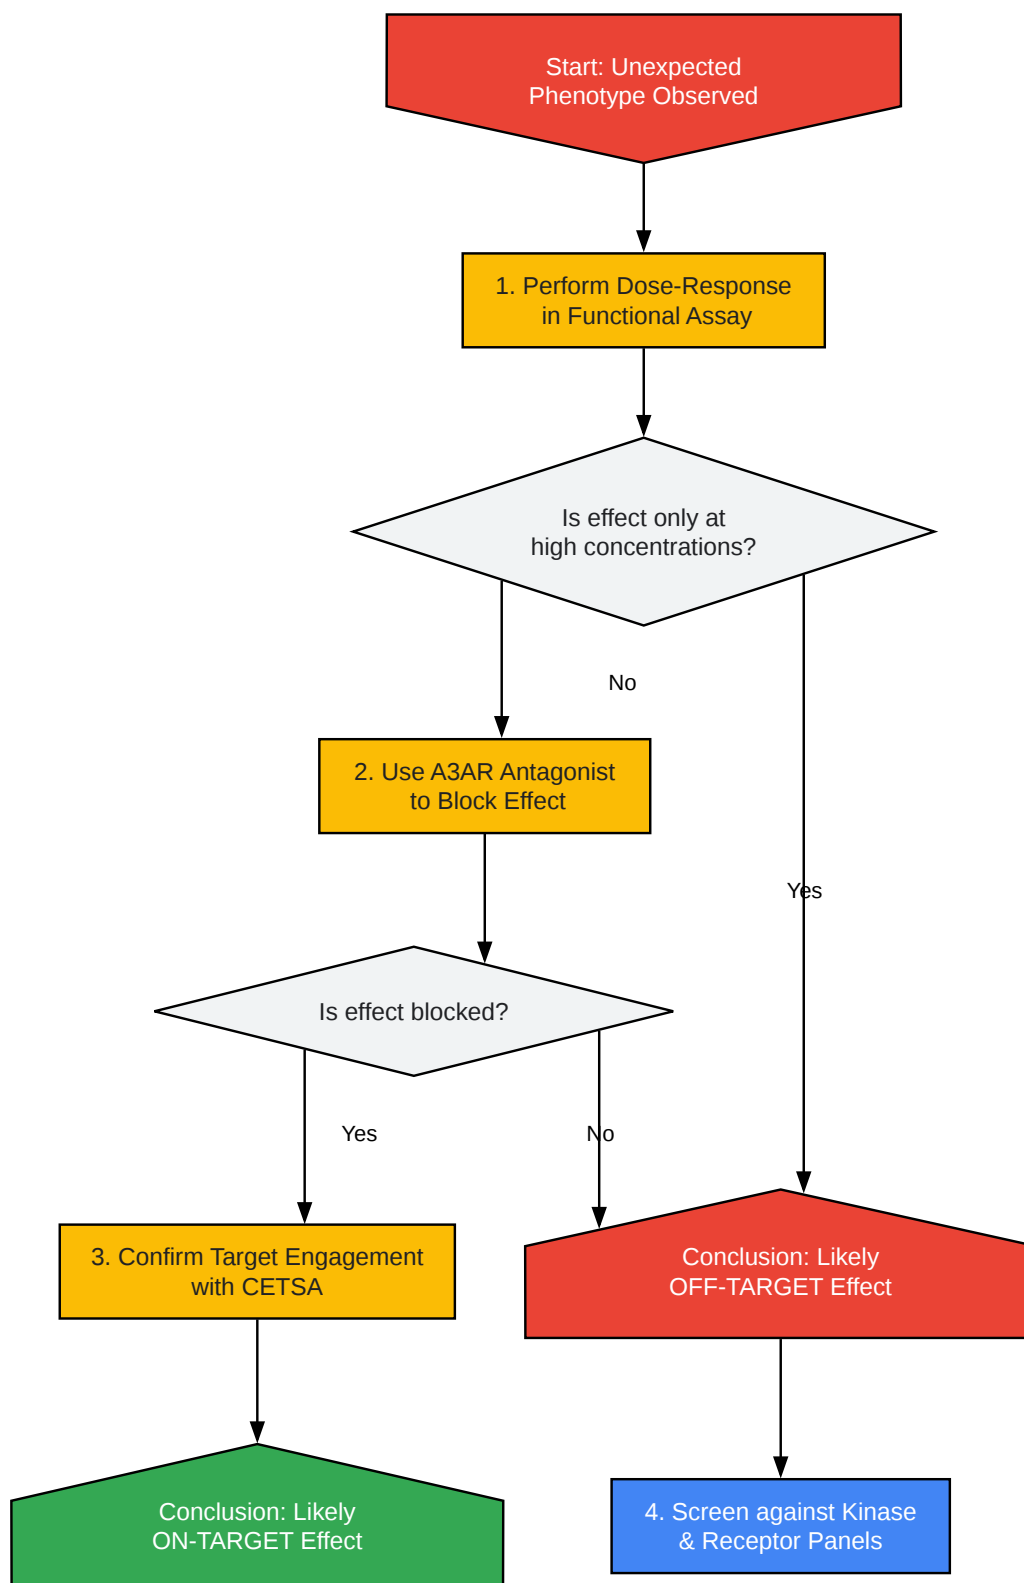 Start: Unexpected
Phenotype Observed
1. Perform Dose-Response
in Functional Assay
Is effect only at
high concentrations?
No
2. Use A3AR Antagonist
to Block Effect
Yes
Is effect blocked?
Yes
No
3. Confirm Target Engagement
with CETSA
Conclusion: Likely
OFF-TARGET Effect
Conclusion: Likely
ON-TARGET Effect
4. Screen against Kinase
& Receptor Panels